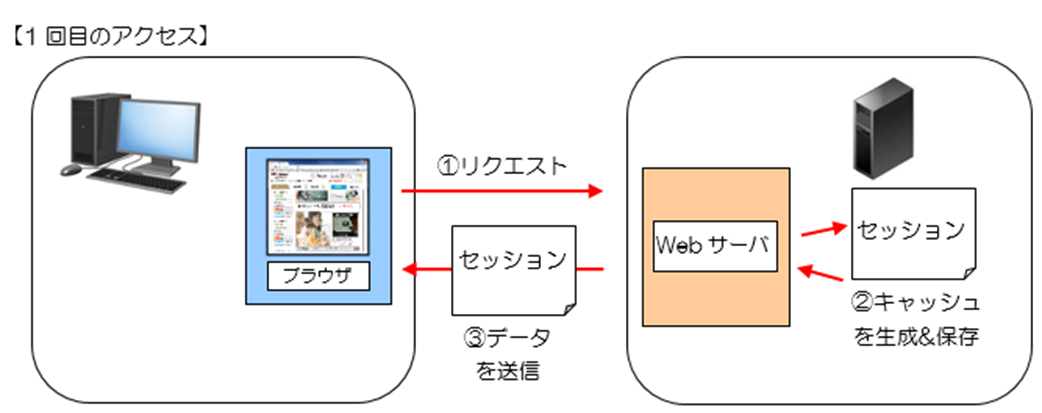 【1 回目のアクセス】
①リクエスト
Web サーバ
セッション
セッション
ブラウザ
②キャッシュ
を生成&保存
③データ
を送信